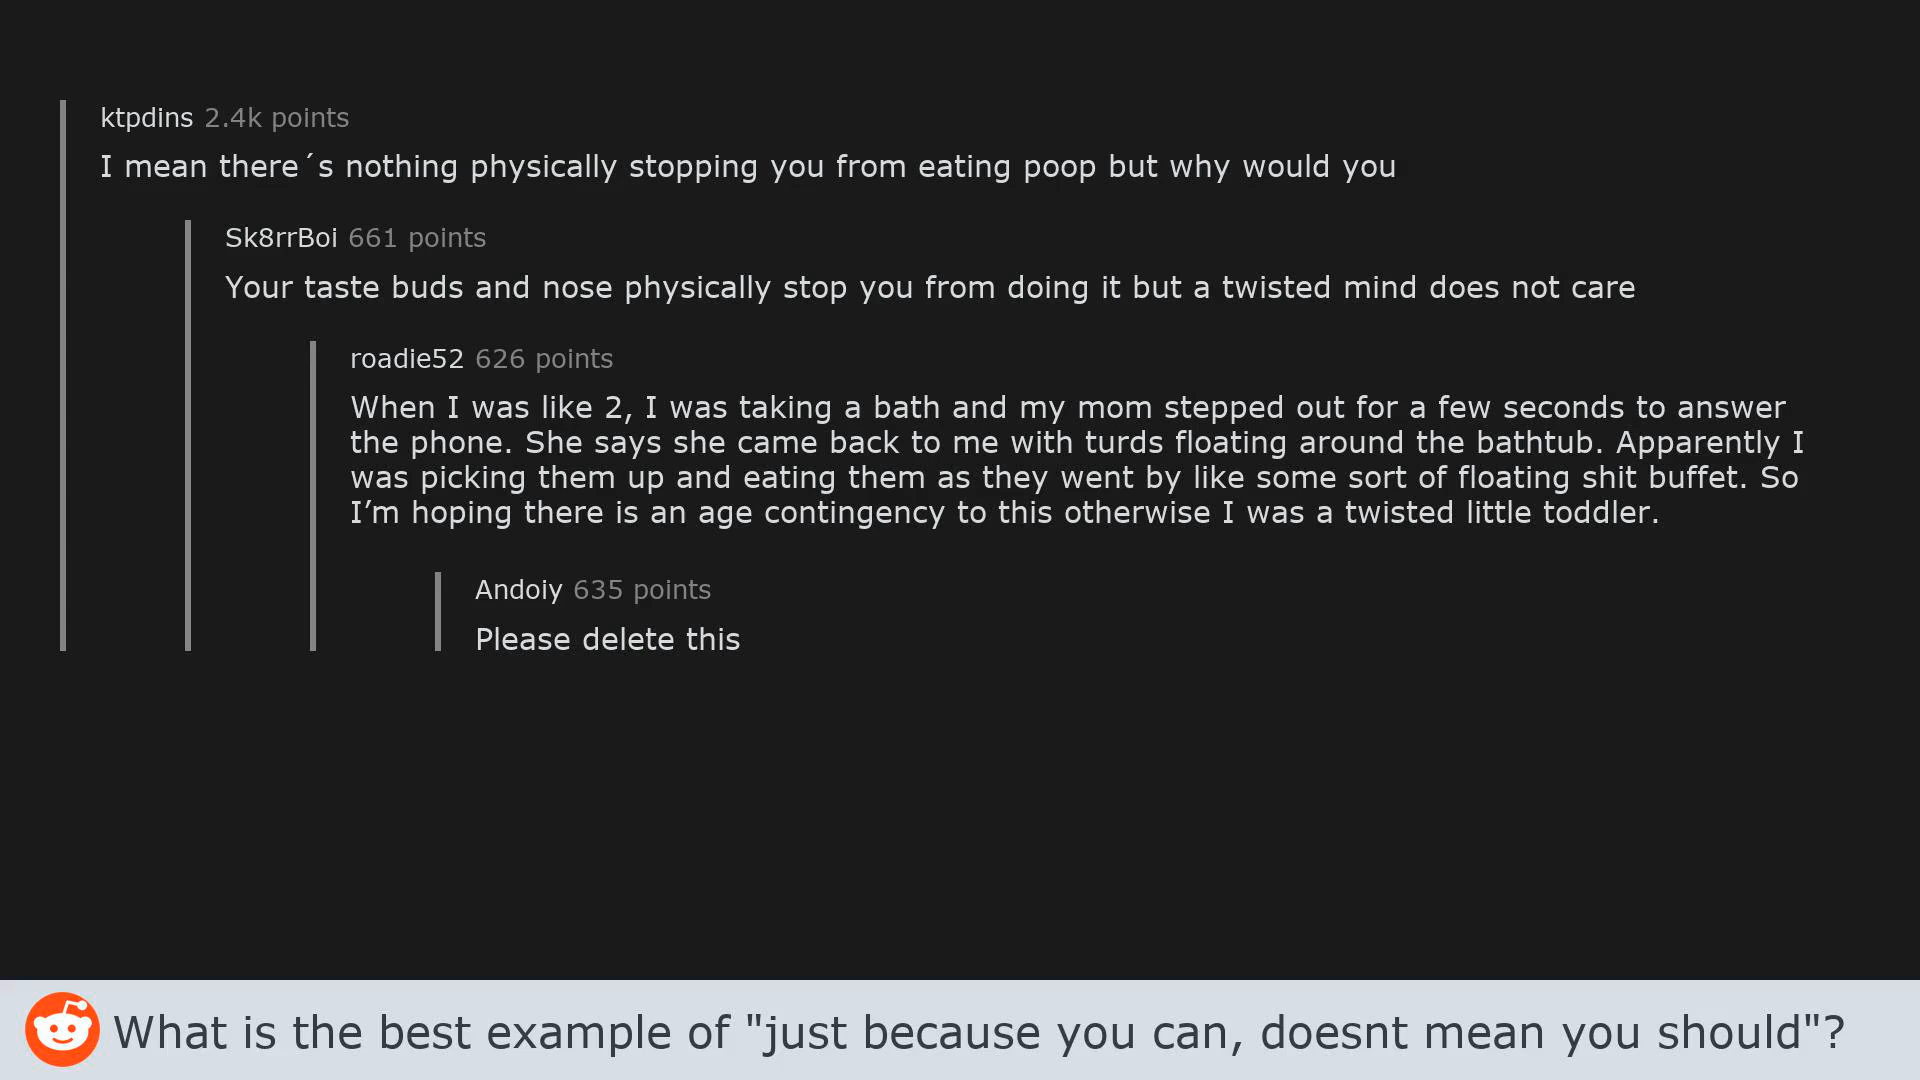 ktpdins 2.4k points
I mean there´s nothing physically stopping you from eating poop but why would you
Sk8rrBoi 661 points
Your taste buds and nose physically stop you from doing it but a twisted mind does not care
roadie52 626 points
When I was like 2, I was taking a bath and my mom stepped out for a few seconds to answer
the phone. She says she came back to me with turds floating around the bathtub. Apparently I
was picking them up and eating them as they went by like some sort of floating shit buffet. So
I’m hoping there is an age contingency to this otherwise I was a twisted little toddler.
Andoiy 635 points
Please delete this
What is the best example of "just because you can, doesnt mean you should"?